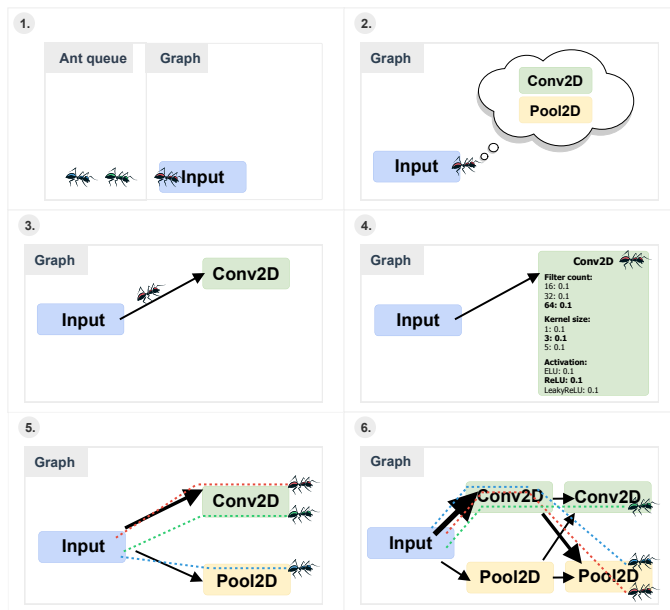 1.
Ant queue
Graph
Input
2.
Graph
Conv2D
Pool2D
Input
3.
Graph
Conv2D
Input
4.
Graph
Conv2D
Filter count:
16: 0.1
32: 0.1
64: 0.1
Kernel size:
1: 0.1
3: 0.1
5: 0.1
Activation:
ELU: 0.1
ReLU: 0.1
LeakyReLU: 0.1
Input
5.
Graph
Conv2D
Input
Pool2D
6.
Graph
Conv2D
Conv2D
Input
Pool2D
Pool2D